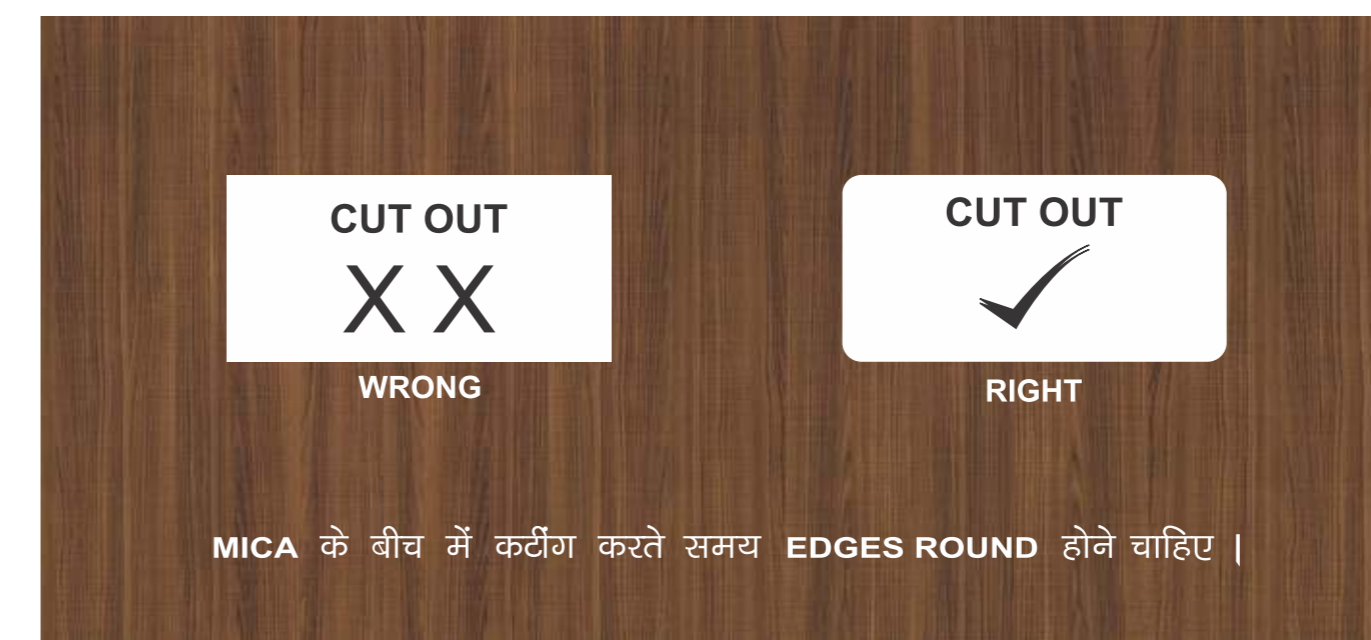 CUT OUT
X X
WRONG
CUT OUT
RIGHT
MICA के बीच में कटींग करते समय EDGES ROUND होने चाहिए |